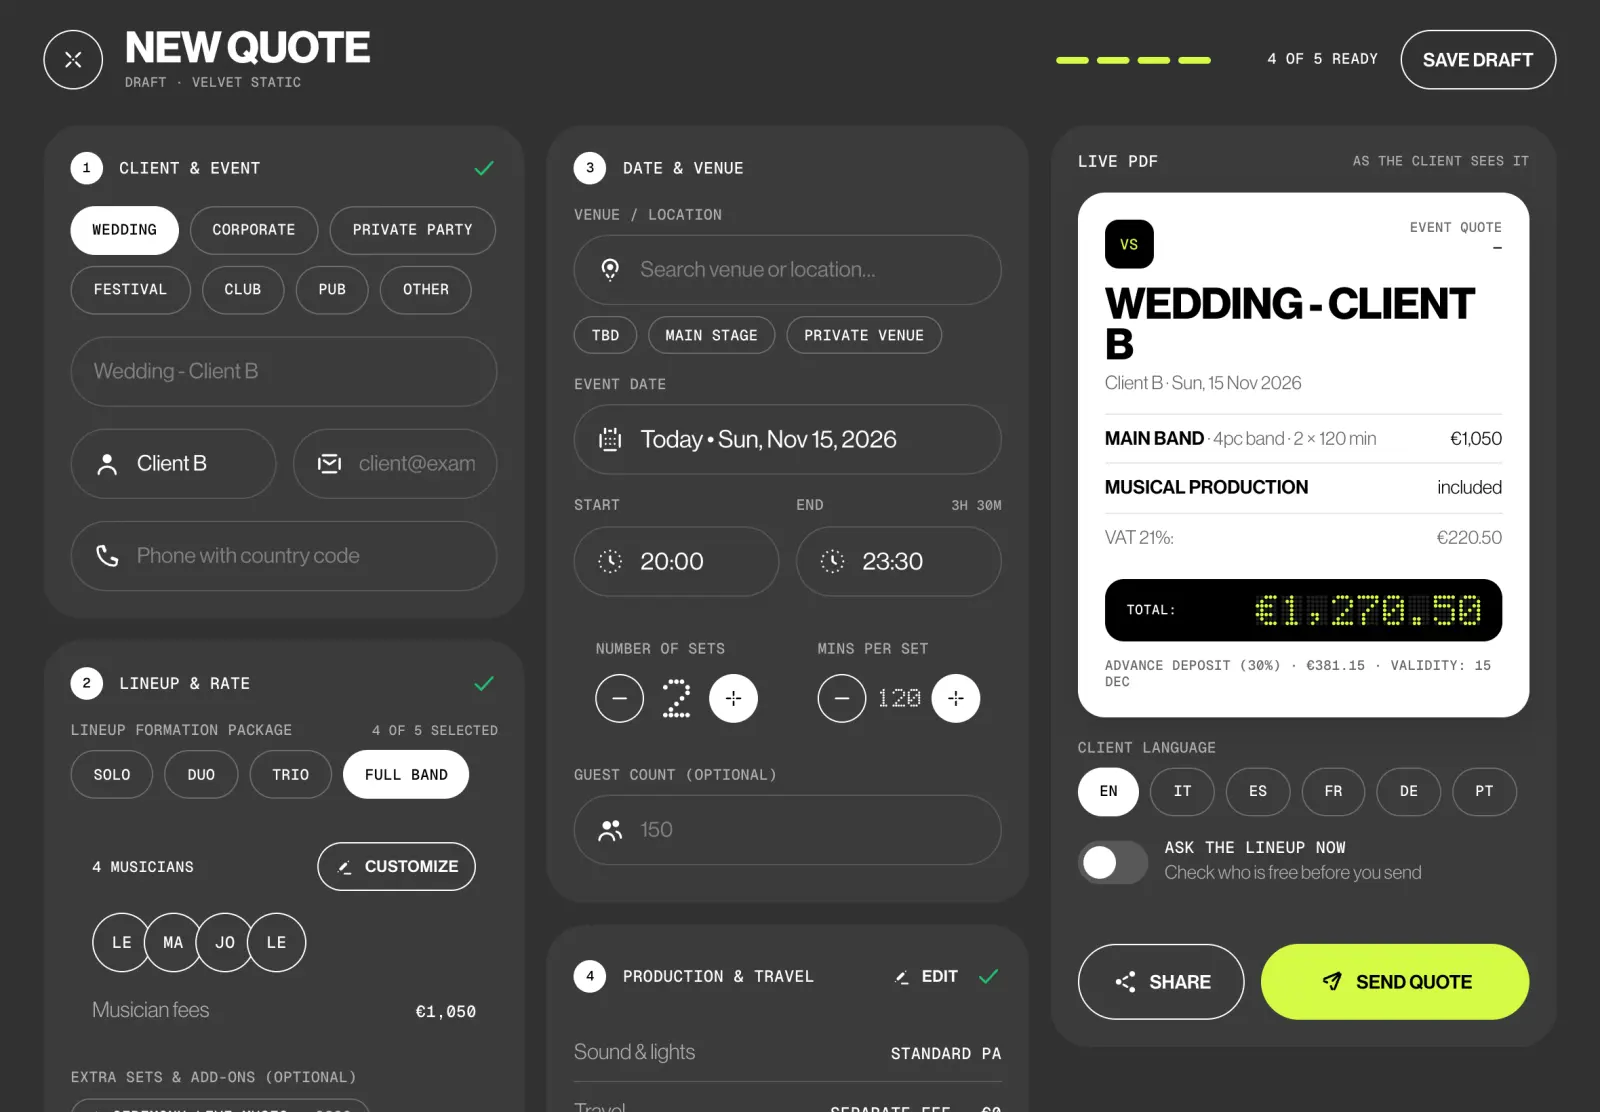 NEW QUOTE
DRAFT · VELVET STATIC
4 OF 5 READY
SAVE DRAFT
1 CLIENT & EVENT
WEDDING CORPORATE PRIVATE PARTY
FESTIVAL CLUB PUB OTHER
Wedding - Client B
Client B client@exam
Phone with country code
2 LINEUP & RATE
LINEUP FORMATION PACKAGE 4 OF 5 SELECTED
SOLO DUO TRIO FULL BAND
4 MUSICIANS CUSTOMIZE
LE MA JO LE
Musician fees €1,050
EXTRA SETS & ADD-ONS (OPTIONAL)
3 DATE & VENUE
VENUE / LOCATION
Search venue or location...
TBD MAIN STAGE PRIVATE VENUE
EVENT DATE
Today • Sun, Nov 15, 2026
START END 3H 30M
20:00 23:30
NUMBER OF SETS MINS PER SET
2 120
GUEST COUNT (OPTIONAL)
150
4 PRODUCTION & TRAVEL EDIT
Sound & lights STANDARD PA
Travel SEPARATE FEE
LIVE PDF AS THE CLIENT SEES IT
VS EVENT QUOTE
–
WEDDING - CLIENT
B
Client B · Sun, 15 Nov 2026
MAIN BAND · 4pc band · 2 × 120 min €1,050
MUSICAL PRODUCTION included
VAT 21%: €220.50
TOTAL: €1,270.50
ADVANCE DEPOSIT (30%) · €381.15 · VALIDITY: 15
DEC
CLIENT LANGUAGE
EN IT ES FR DE PT
ASK THE LINEUP NOW
Check who is free before you send
SHARE SEND QUOTE